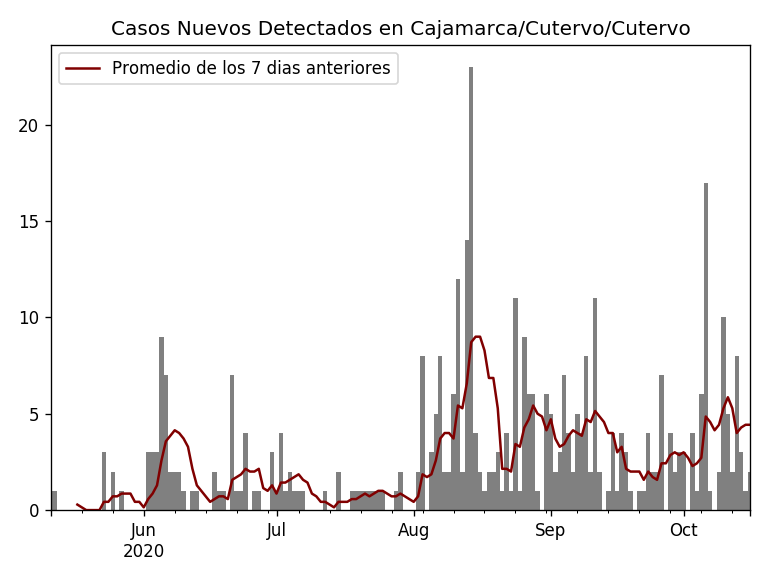 Casos Nuevos Detectados en Cajamarca/Cutervo/Cutervo
Promedio de los 7 dias anteriores
20
15
10
5
0
Jun Jul Aug Sep Oct
2020